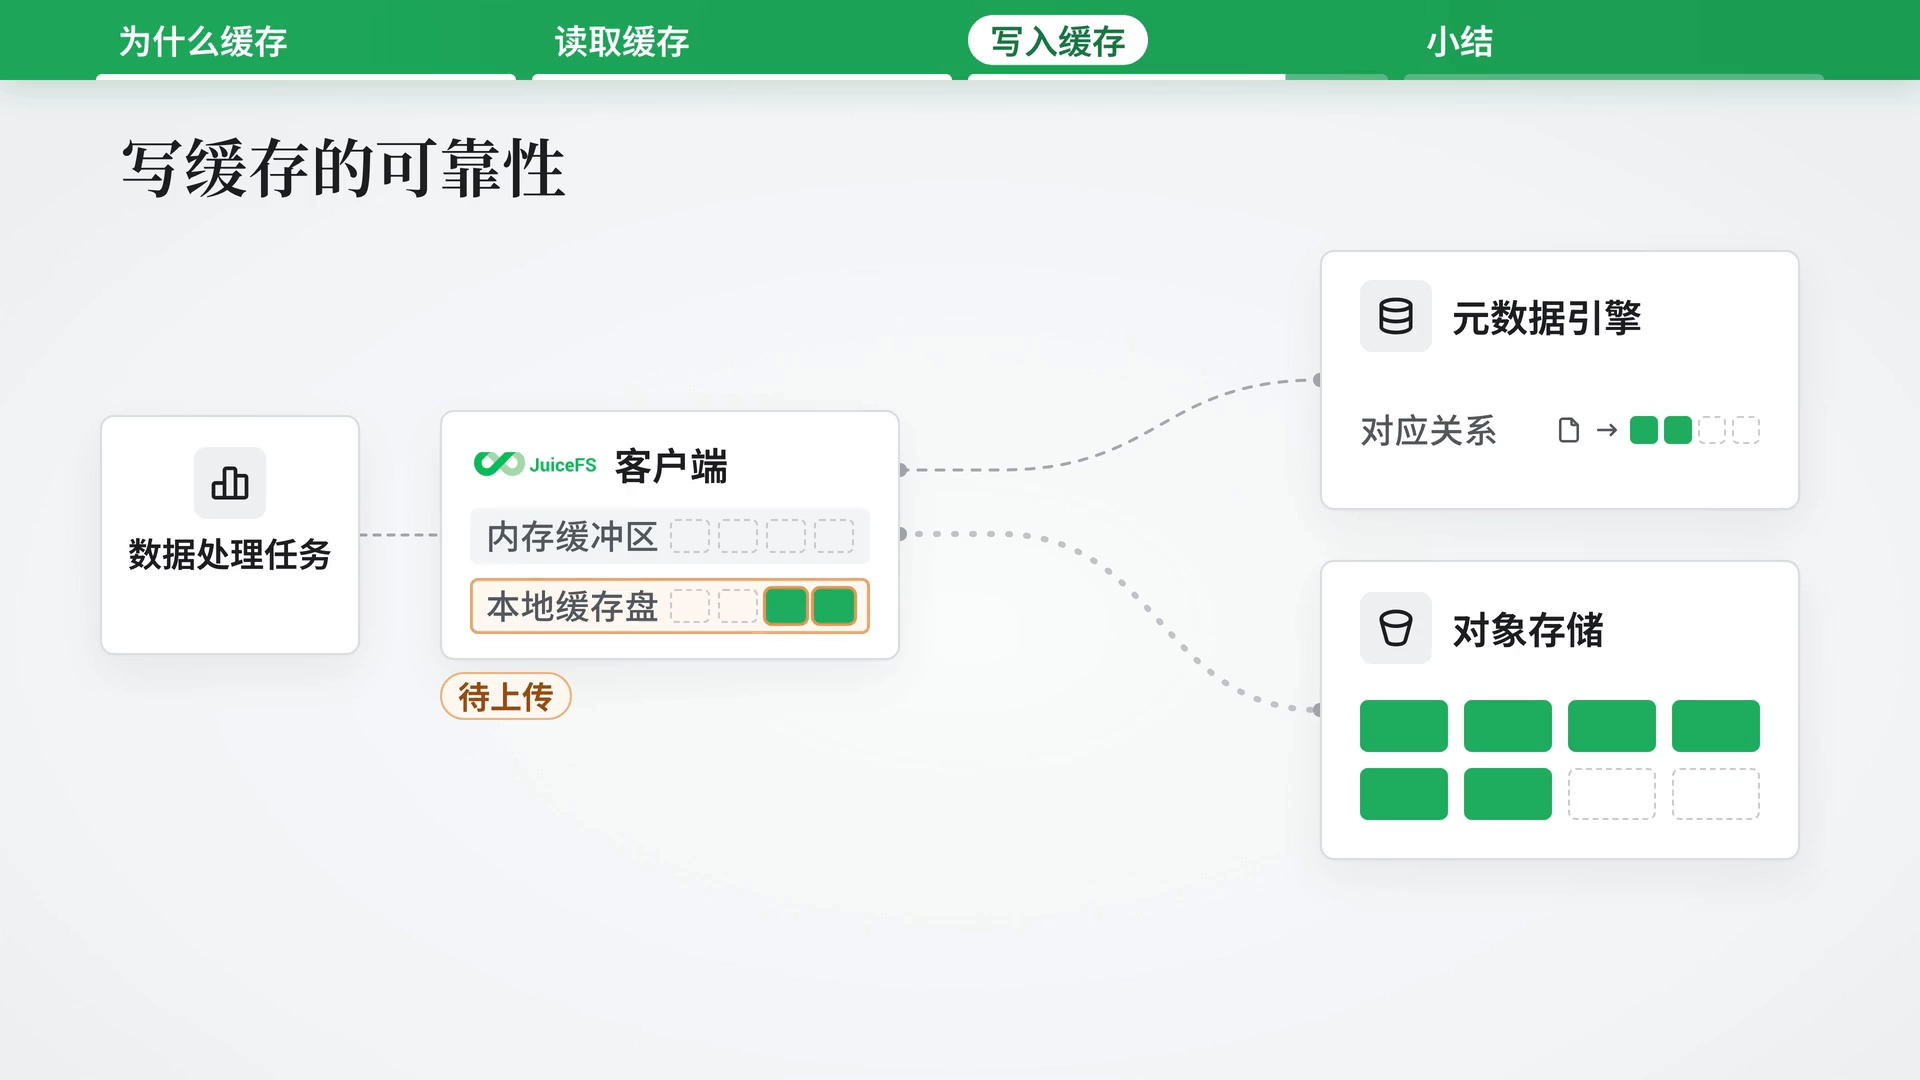 为什么缓存
读取缓存
写入缓存
小结
写缓存的可靠性
数据处理任务
JuiceFS 客户端
内存缓冲区
本地缓存盘
待上传
元数据引擎
对应关系
对象存储